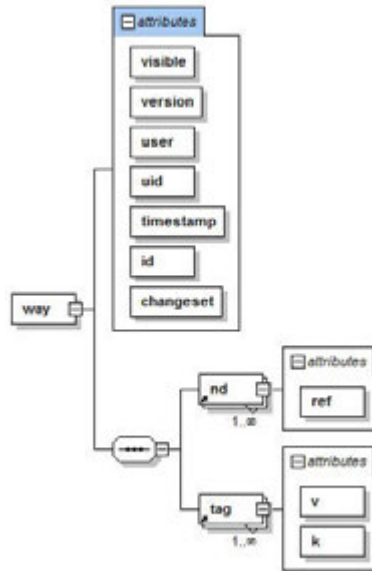 attributes
visible
version
user
uid
timestamp
id
changeset
way
nd
1..∞
attributes
ref
tag
1..∞
attributes
v
k